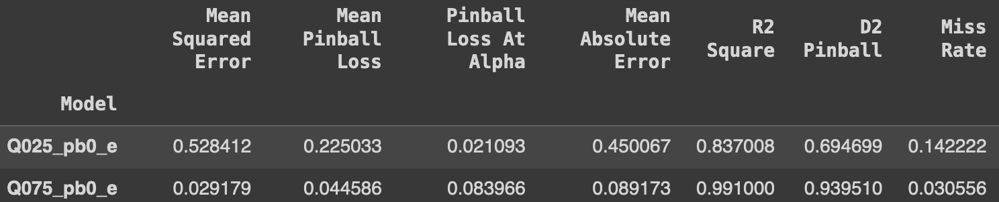 Mean Squared Error Mean Pinball Loss Pinball Loss At Alpha Mean Absolute Error R2 Square D2 Pinball Miss Rate
Model
Q025_pb0_e 0.528412 0.225033 0.021093 0.450067 0.837008 0.694699 0.142222
Q075_pb0_e 0.029179 0.044586 0.083966 0.089173 0.991000 0.939510 0.030556